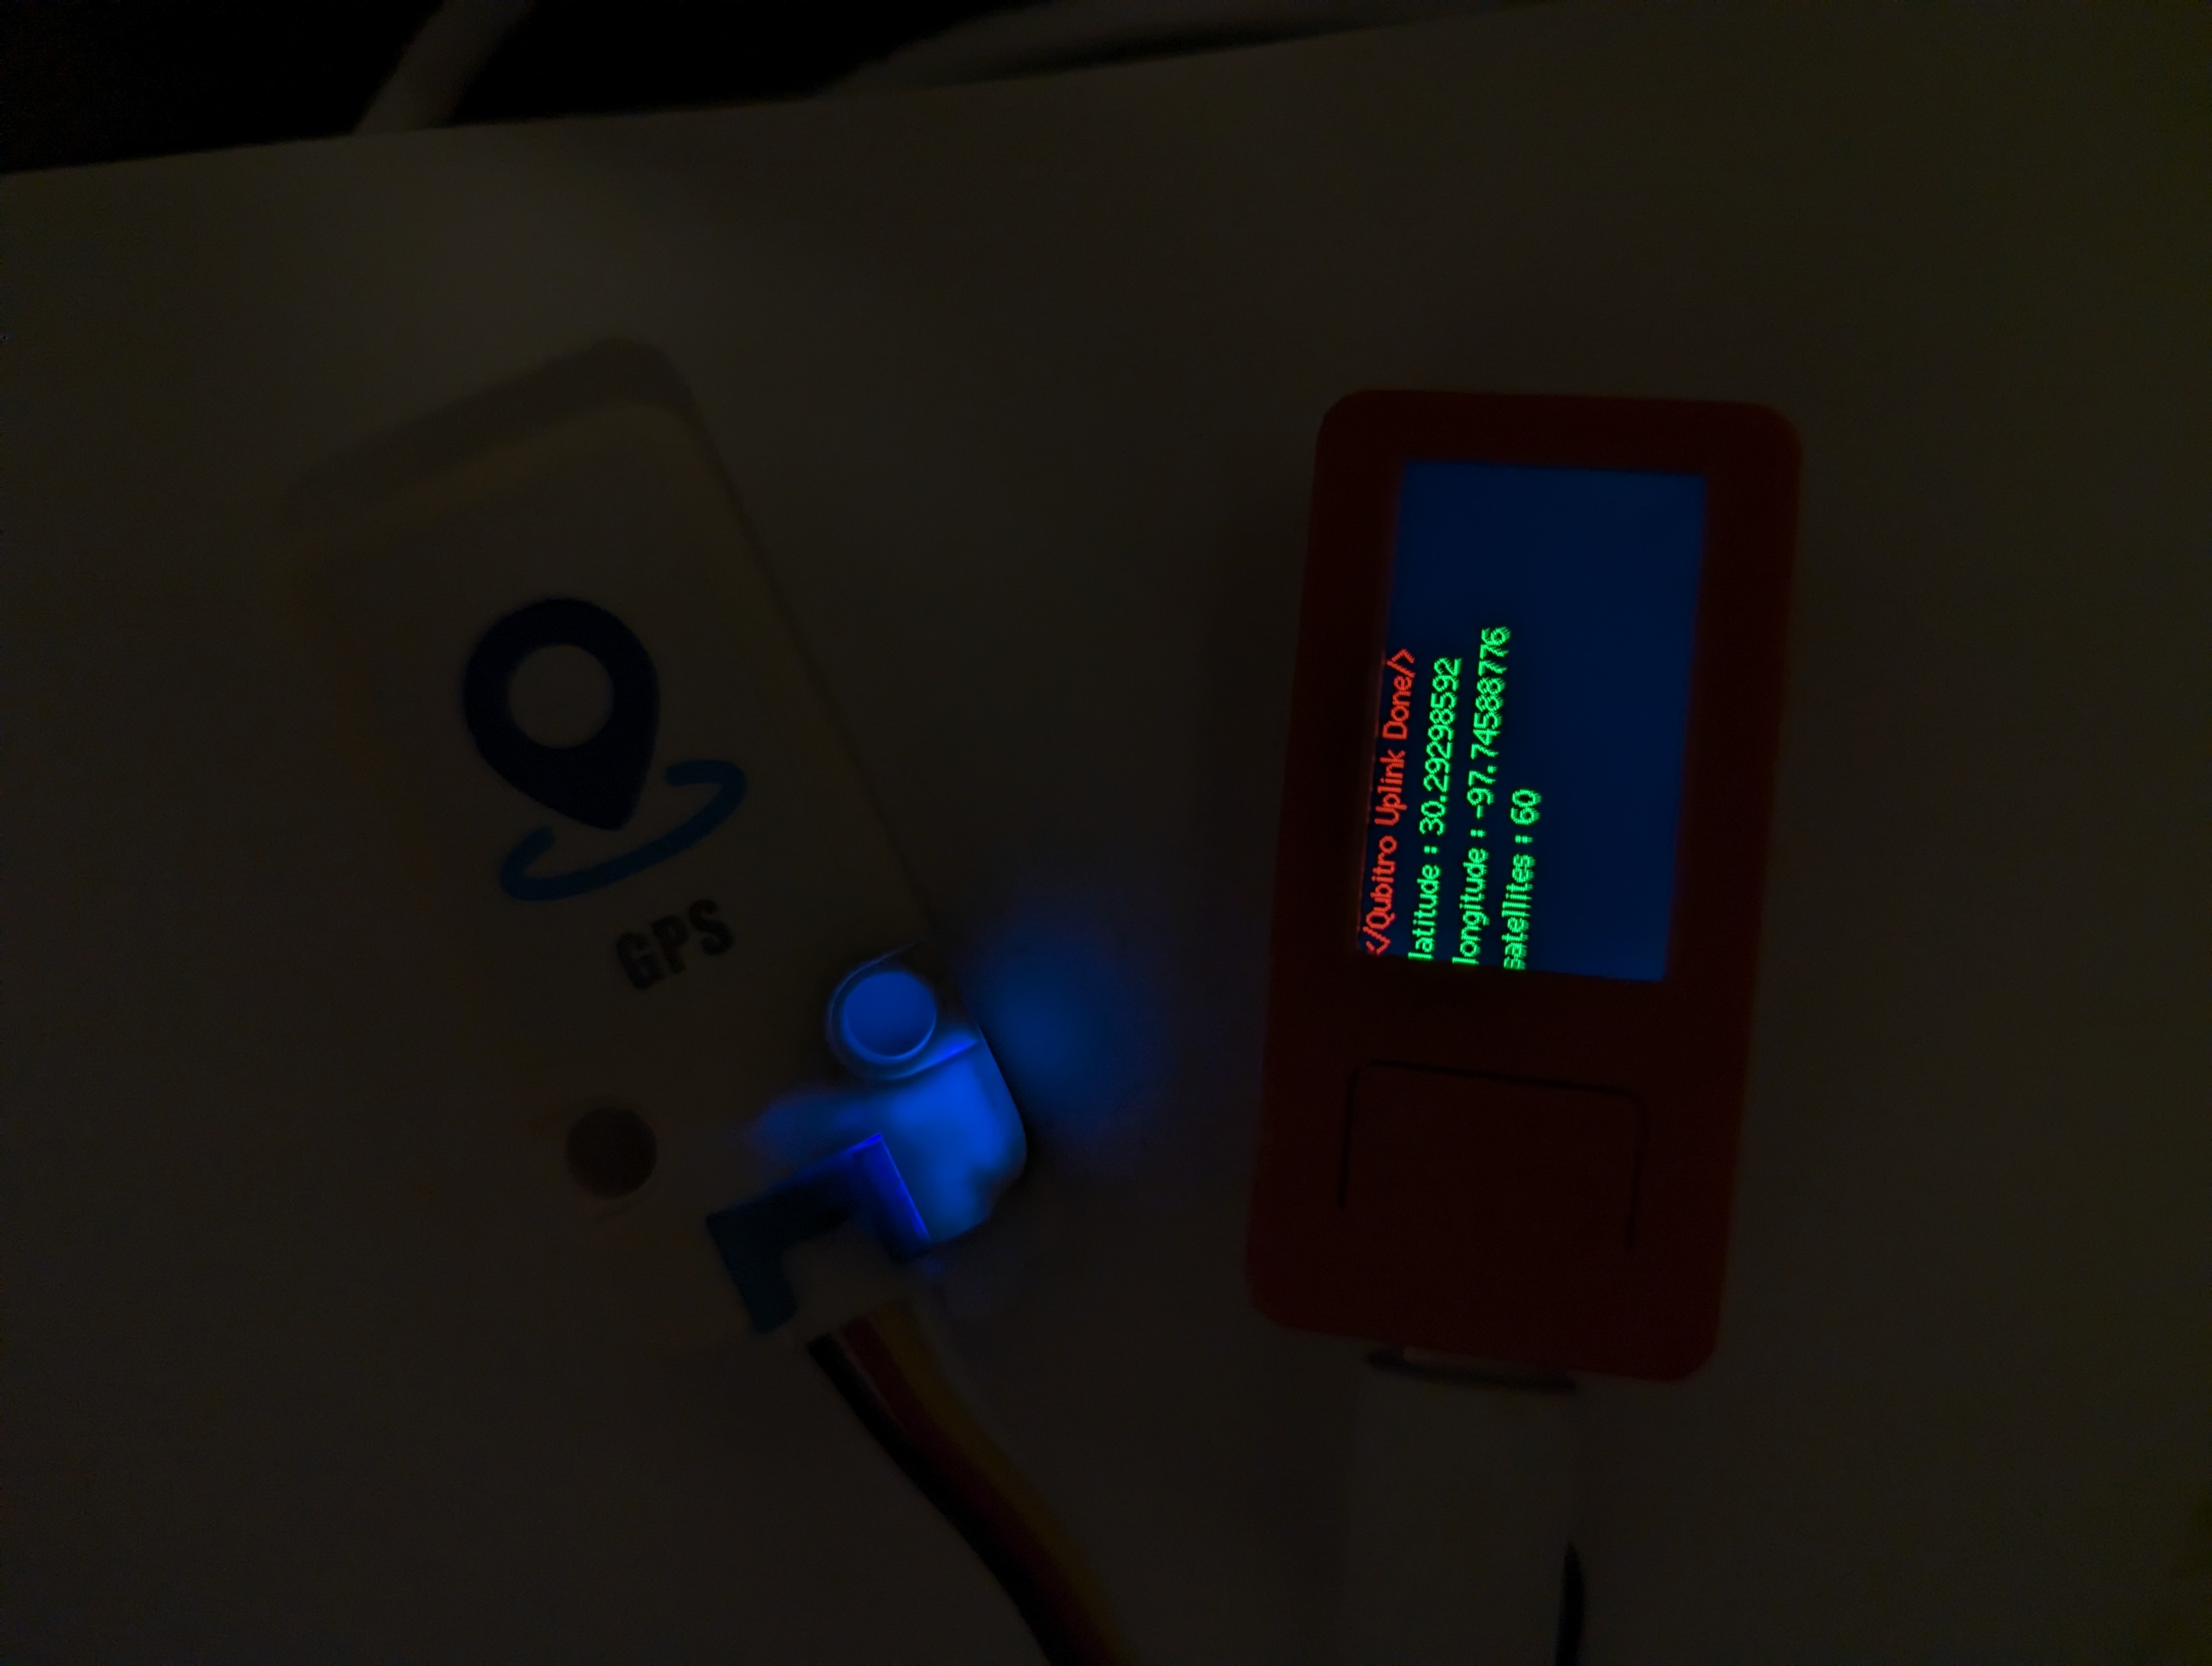 GPS
</Qubitro Uplink Done/>
latitude : 30.29298592
longitude : -97.74588776
satellites : 60